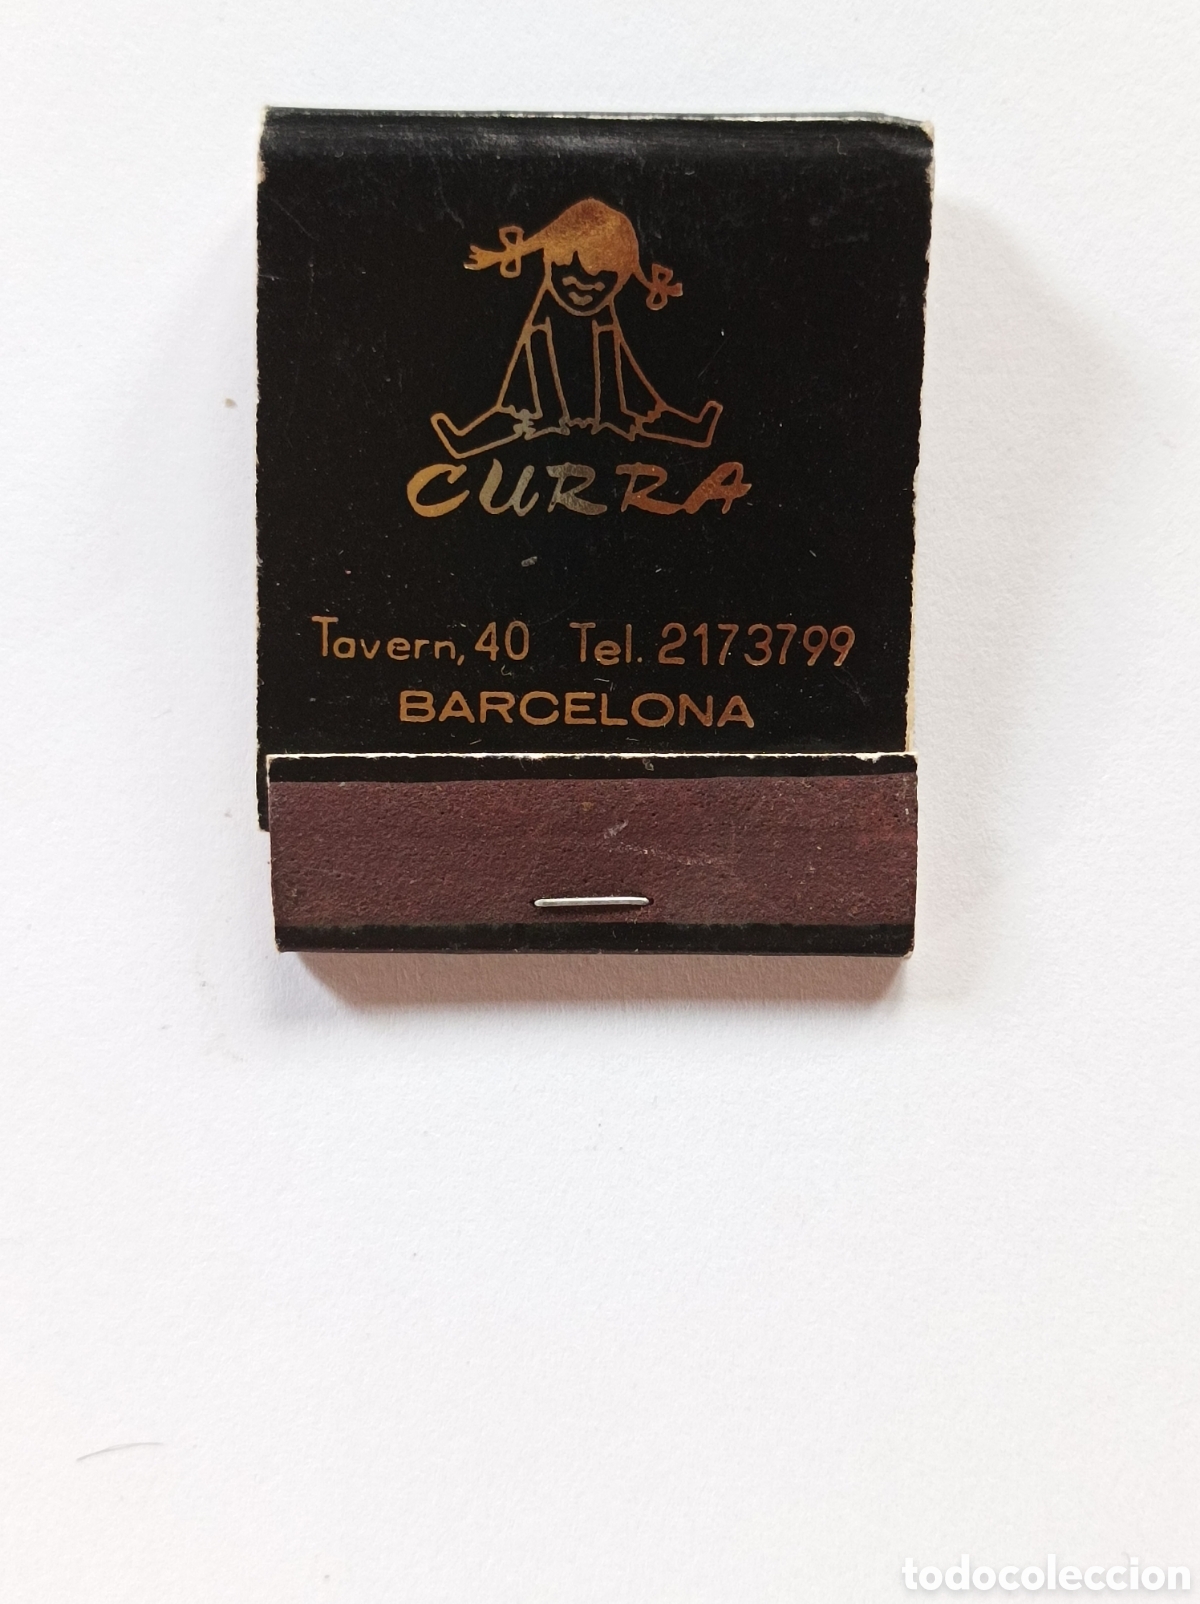 CURRA
Tavern, 40 Tel. 2173799
BARCELONA
todocoleccion